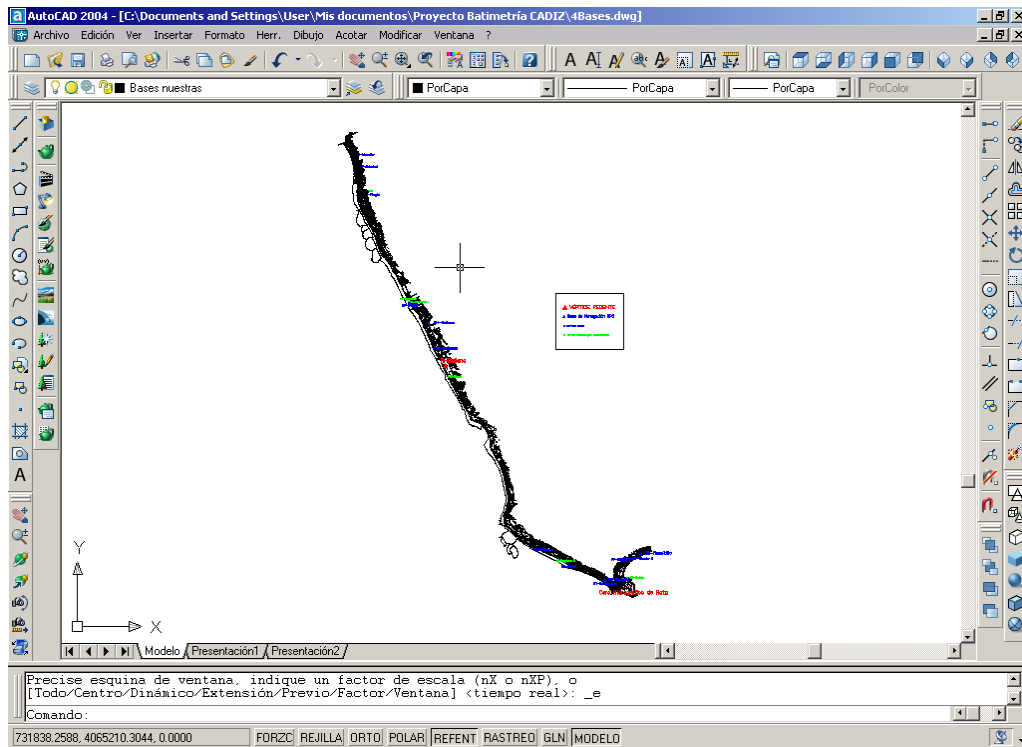 AutoCAD 2004 - [C:\Documents and Settings\User\Mis documentos\Proyecto Batimetría CADIZ\4Bases.dwg]
Archivo Edición Ver Insertar Formato Herr. Dibujo Acotar Modificar Ventana ?
Bases nuestras PorCapa PorCapa PorCapa PorColor
VÉRTICE REGENTE
Base de Navegación GPS
de Rota
Y
X
Modelo Presentación1 Presentación2
Precise esquina de ventana, indique un factor de escala (nX o nXP), o
[Todo/Centro/Dinámico/Extensión/Previo/Factor/Ventana] <tiempo real>: _e
Comando:
731838.2588, 4065210.3044, 0.0000 FORZC REJILLA ORTO POLAR REFENT RASTREO GLN MODELO